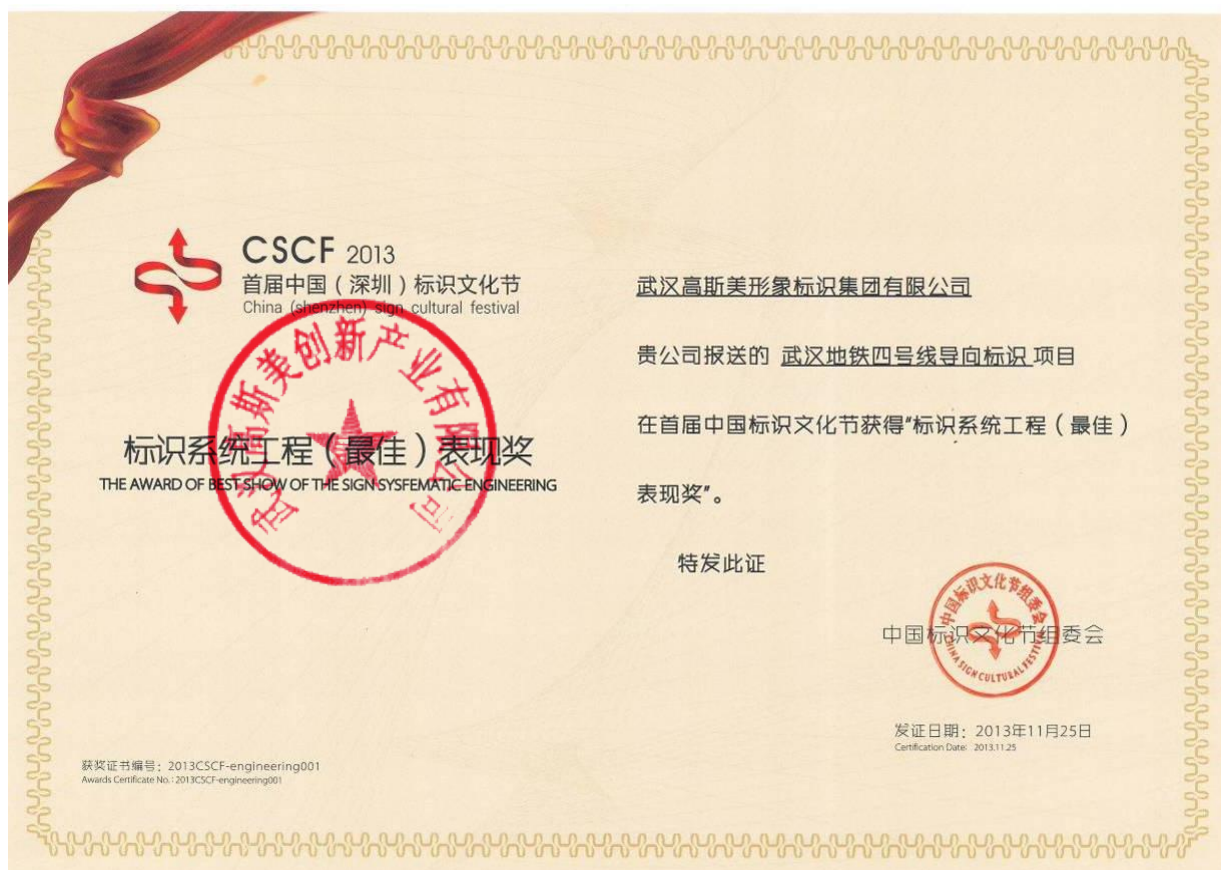 CSCF 2013
首届中国（深圳）标识文化节
China (shenzhen) sign cultural festival
武汉高斯美创新产业有限公司
标识系统工程（最佳）表现奖
THE AWARD OF BEST SHOW OF THE SIGN SYSFEMATIC ENGINEERING
获奖证书编号：2013CSCF-engineering001
Awards Certificate No.: 2013CSCF-engineering001
武汉高斯美形象标识集团有限公司
贵公司报送的 武汉地铁四号线导向标识 项目
在首届中国标识文化节获得“标识系统工程（最佳）
表现奖”。
特发此证
中国标识文化节组委会
中国标识文化节组委会
CHINA SIGN CULTURAL FESTIVAL
发证日期：2013年11月25日
Certification Date: 2013.11.25